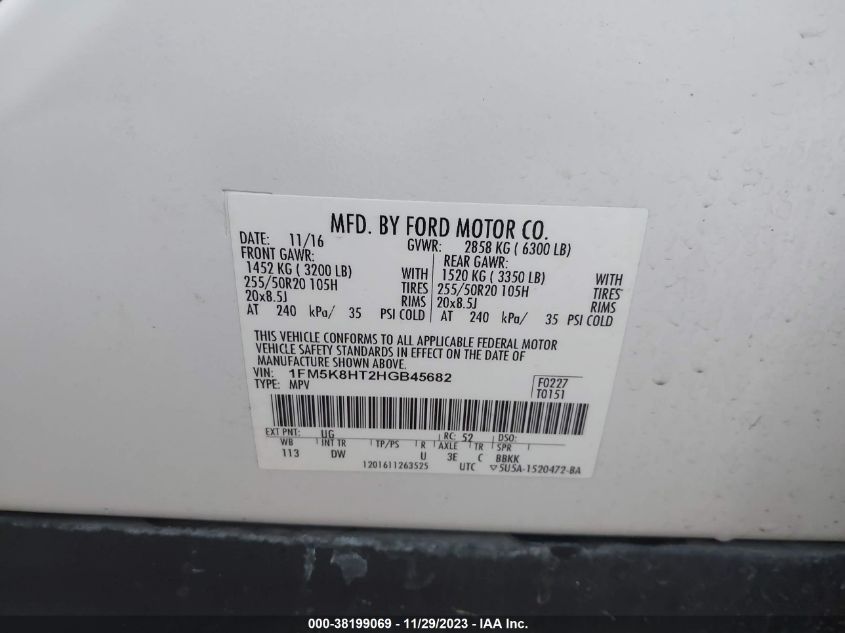 MFD. BY FORD MOTOR CO.
DATE: 11/16 GVWR: 2858 KG ( 6300 LB)
FRONT GAWR: REAR GAWR:
1452 KG ( 3200 LB) WITH 1520 KG ( 3350 LB) WITH
255/50R20 105H TIRES 255/50R20 105H TIRES
20x8.5J RIMS 20x8.5J RIMS
AT 240 kPa/ 35 PSI COLD AT 240 kPa/ 35 PSI COLD
THIS VEHICLE CONFORMS TO ALL APPLICABLE FEDERAL MOTOR
VEHICLE SAFETY STANDARDS IN EFFECT ON THE DATE OF
MANUFACTURE SHOWN ABOVE.
VIN: 1FM5K8HT2HGB45682 F0227
TYPE: MPV T0151
EXT PNT: UG RC: 52 DSO:
WB INT TR TP/PS R AXLE TR SPR
113 DW U 3E C BBKK
1201611263525 UTC ▽5U5A-1520472-BA
000-38199069 - 11/29/2023 - IAA Inc.